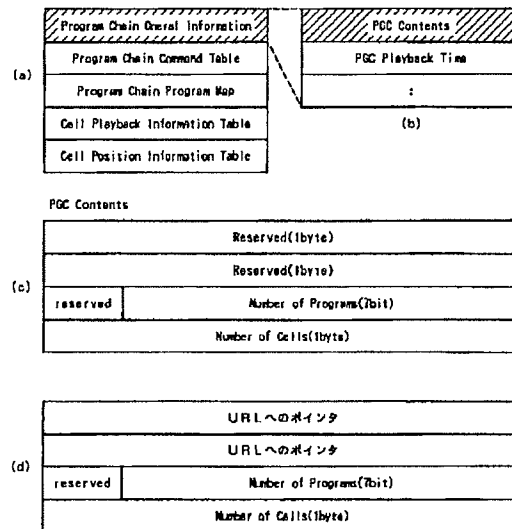 Program Chain General Information
Program Chain Command Table
Program Chain Program Map
Cell Playback Information Table
Cell Position Information Table
(a)
PGC Contents
PGC Playback Time
:
(b)
PGC Contents
(c)
Reserved(1byte)
Reserved(1byte)
reserved
Number of Programs(7bit)
Number of Cells(1byte)
(d)
URLへのポインタ
URLへのポインタ
reserved
Number of Programs(7bit)
Number of Cells(1byte)